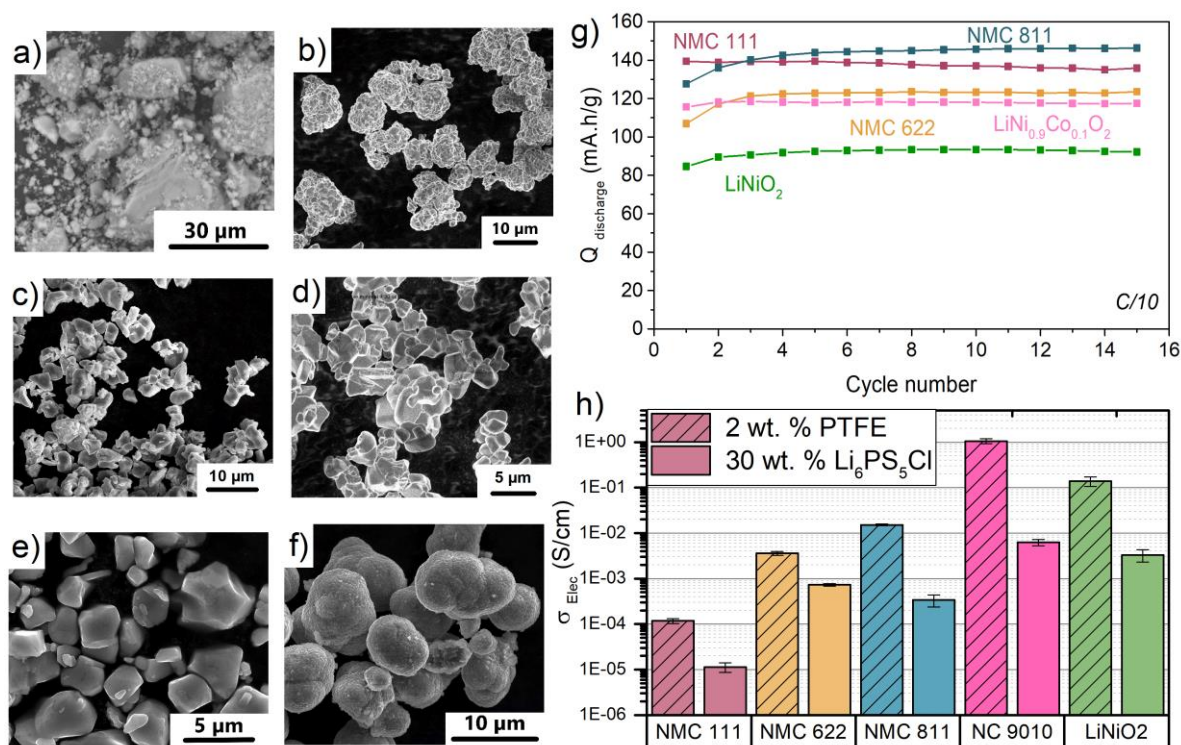 a)
30 µm
b)
10 µm
c)
10 µm
d)
5 µm
e)
5 µm
f)
10 µm
g)
160
140
120
100
80
60
40
20
0
Q discharge (mA.h/g)
NMC 111
NMC 811
NMC 622
LiNi0.9Co0.1O2
LiNiO2
C/10
0 2 4 6 8 10 12 14 16
Cycle number
h)
2 wt. % PTFE
30 wt. % Li6PS5Cl
1E+00
1E-01
1E-02
1E-03
1E-04
1E-05
1E-06
σ Elec (S/cm)
NMC 111 NMC 622 NMC 811 NC 9010 LiNiO2